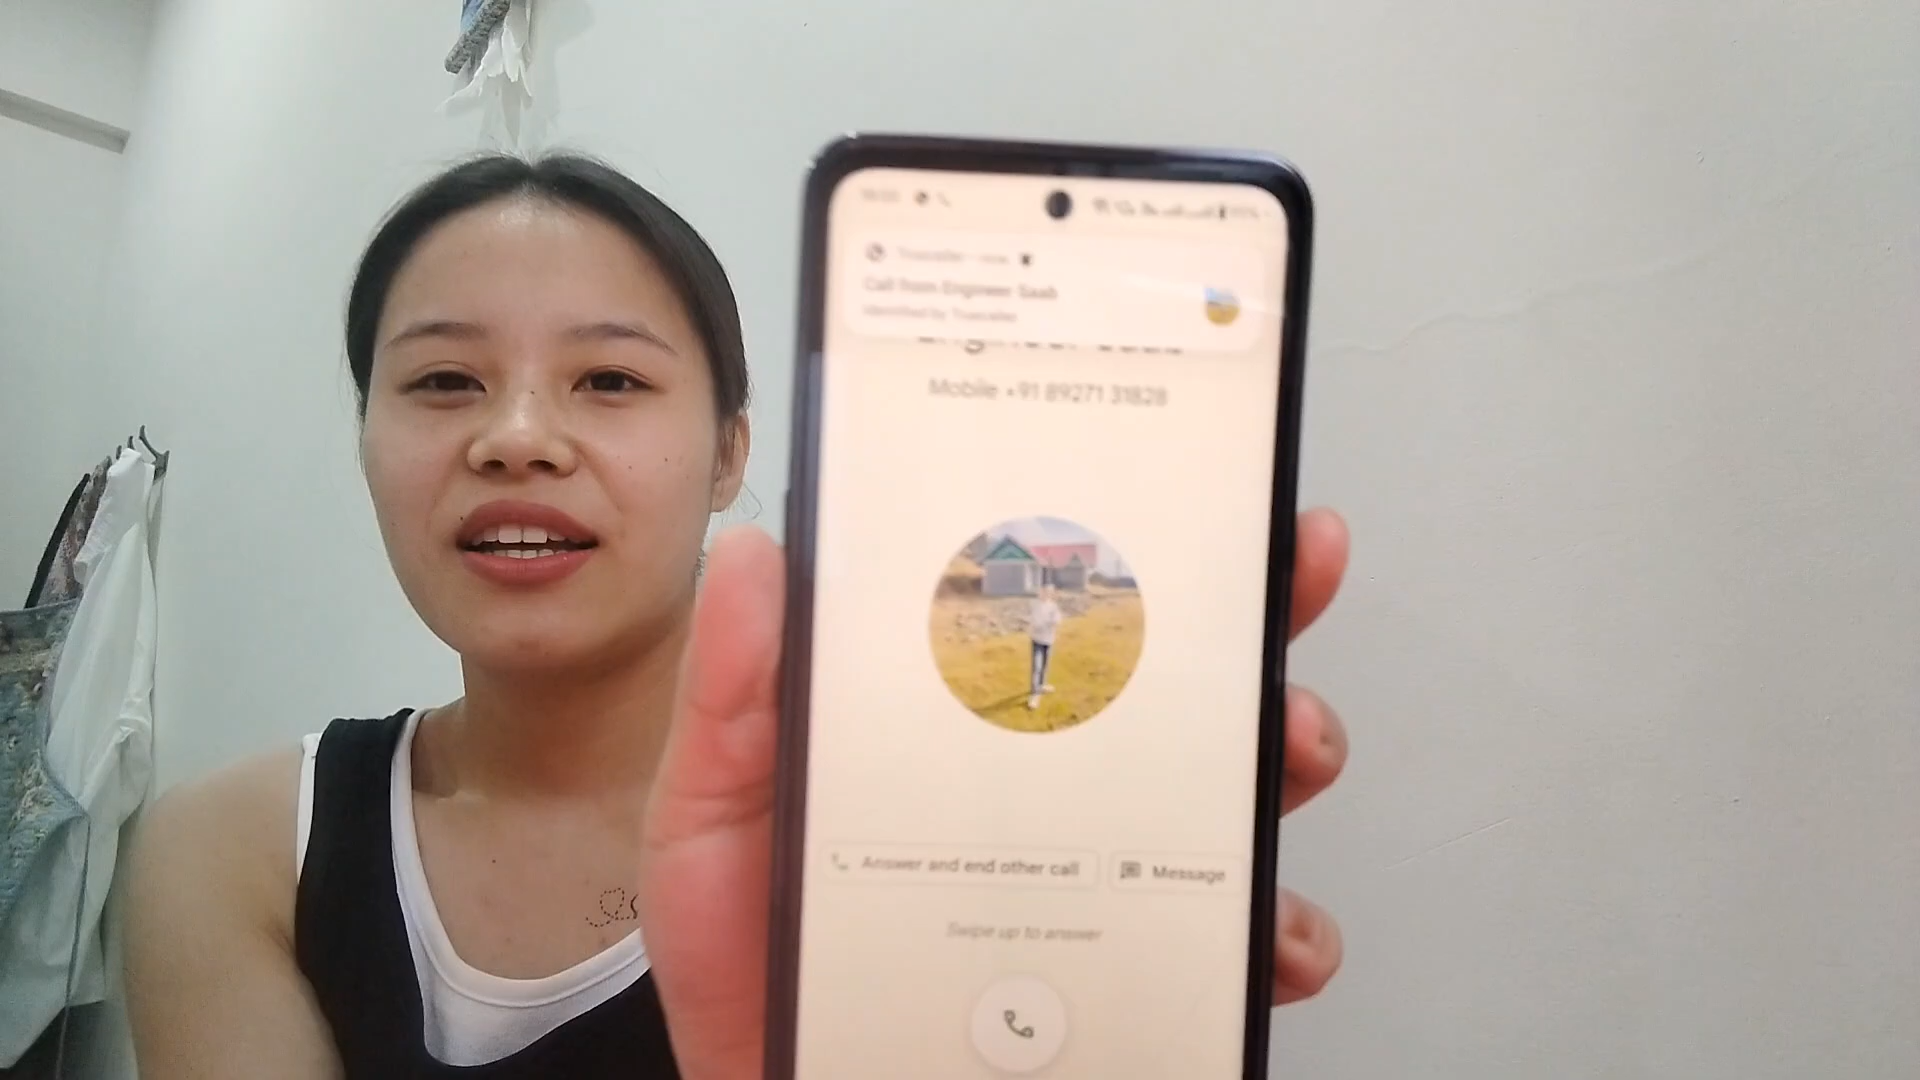 Truecaller • now
Call from Engineer Saab
Identified by Truecaller
Mobile +91 89271 31828
Answer and end other call
Message
Swipe up to answer